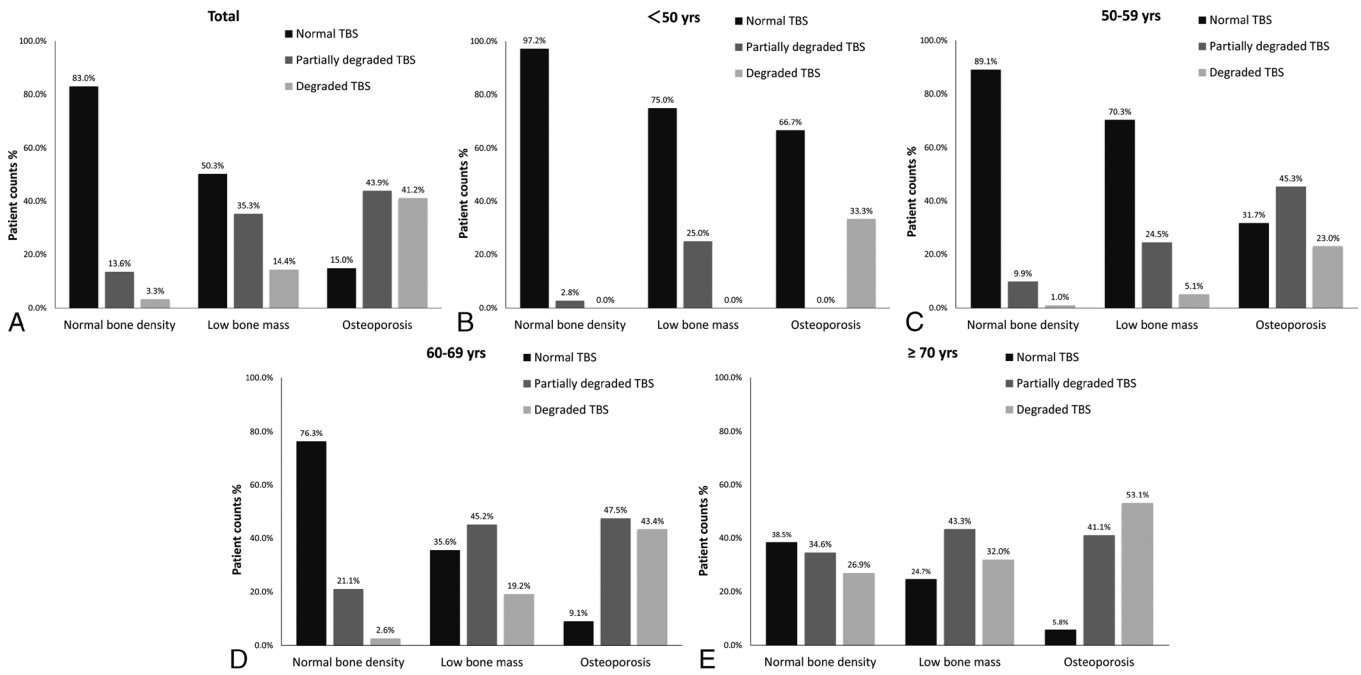 Total
Normal TBS
Partially degraded TBS
Degraded TBS
Patient counts %
100.0%
80.0%
60.0%
40.0%
20.0%
0.0%
83.0%
13.6%
3.3%
50.3%
35.3%
14.4%
15.0%
43.9%
41.2%
Normal bone density
Low bone mass
Osteoporosis
A
<50 yrs
Normal TBS
Partially degraded TBS
Degraded TBS
Patient counts %
100.0%
80.0%
60.0%
40.0%
20.0%
0.0%
97.2%
2.8%
0.0%
75.0%
25.0%
0.0%
66.7%
0.0%
33.3%
Normal bone density
Low bone mass
Osteoporosis
B
50-59 yrs
Normal TBS
Partially degraded TBS
Degraded TBS
Patient counts %
100.0%
80.0%
60.0%
40.0%
20.0%
0.0%
89.1%
9.9%
1.0%
70.3%
24.5%
5.1%
31.7%
45.3%
23.0%
Normal bone density
Low bone mass
Osteoporosis
C
60-69 yrs
Normal TBS
Partially degraded TBS
Degraded TBS
Patient counts %
100.0%
80.0%
60.0%
40.0%
20.0%
0.0%
76.3%
21.1%
2.6%
35.6%
45.2%
19.2%
9.1%
47.5%
43.4%
Normal bone density
Low bone mass
Osteoporosis
D
≥ 70 yrs
Normal TBS
Partially degraded TBS
Degraded TBS
Patient counts %
100.0%
80.0%
60.0%
40.0%
20.0%
0.0%
38.5%
34.6%
26.9%
24.7%
43.3%
32.0%
5.8%
41.1%
53.1%
Normal bone density
Low bone mass
Osteoporosis
E